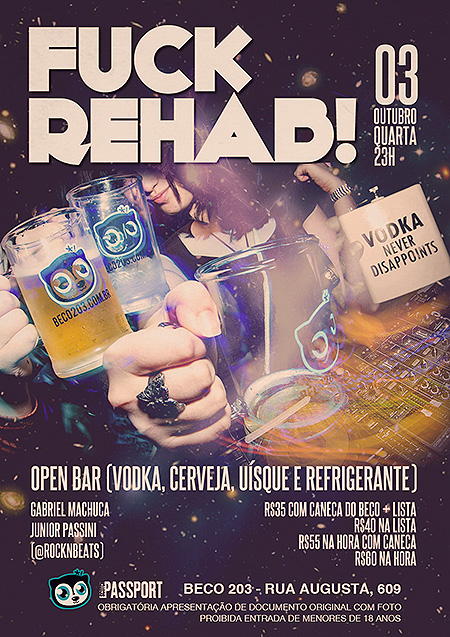 FUCK
REHAB!
03
OUTUBRO
QUARTA
23H
VODKA
NEVER
DISAPPOINTS
BECO203.COM.BR
BECO203.COM.BR
OPEN BAR (VODKA, CERVEJA, UÍSQUE E REFRIGERANTE)
GABRIEL MACHUCA
JUNIOR PASSINI
(@ROCKNBEATS)
R$35 COM CANECA DO BECO + LISTA
R$40 NA LISTA
R$55 NA HORA COM CANECA
R$60 NA HORA
PASSPORT
BECO 203 - RUA AUGUSTA, 609
OBRIGATÓRIA APRESENTAÇÃO DE DOCUMENTO ORIGINAL COM FOTO
PROIBIDA ENTRADA DE MENORES DE 18 ANOS